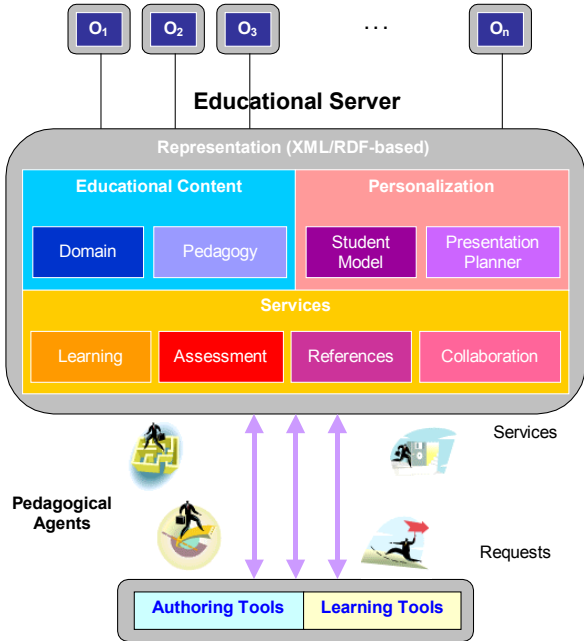 O1 O2 O3 ... On
Educational Server
Representation (XML/RDF-based)
Educational Content Personalization
Domain Pedagogy Student Model Presentation Planner
Services
Learning Assessment References Collaboration
Services
Pedagogical
Agents
Requests
Authoring Tools Learning Tools